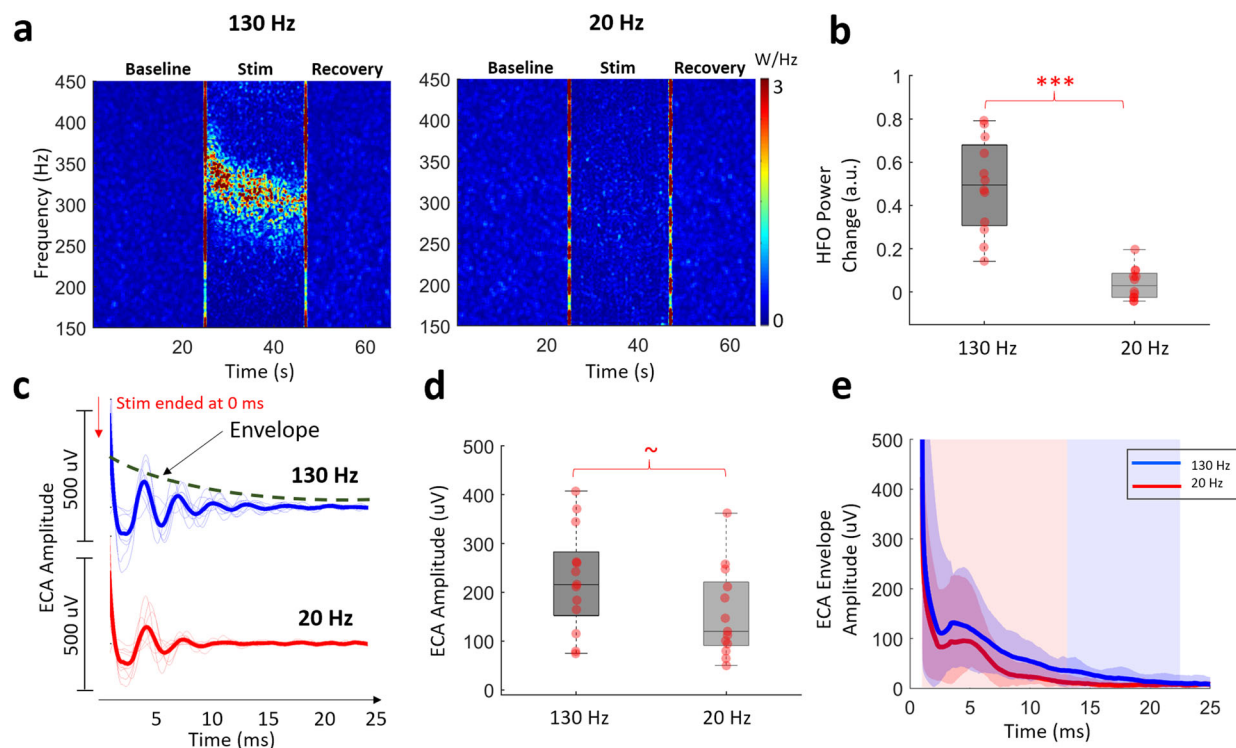 a
130 Hz
20 Hz
Baseline Stim Recovery
Baseline Stim Recovery
W/Hz
3
0
450
400
350
300
250
200
150
Frequency (Hz)
20 40 60
Time (s)
450
400
350
300
250
200
150
20 40 60
Time (s)
b
***
1
0.8
0.6
0.4
0.2
0
HFO Power
Change (a.u.)
130 Hz 20 Hz
c
Stim ended at 0 ms
Envelope
130 Hz
500 uV
ECA Amplitude
20 Hz
500 uV
5 10 15 20 25
Time (ms)
d
~
500
400
300
200
100
0
ECA Amplitude (uV)
130 Hz 20 Hz
e
500
400
300
200
100
0
ECA Envelope
Amplitude (uV)
130 Hz
20 Hz
0 5 10 15 20 25
Time (ms)